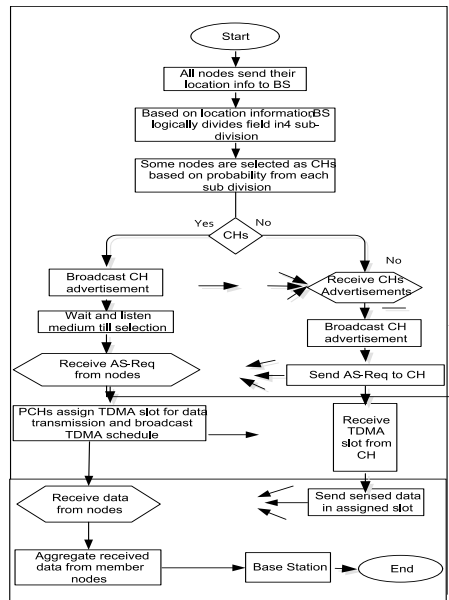 Start
All nodes send their
location info to BS
Based on location information,BS
logically divides field in4 sub-
division
Some nodes are selected as CHs
based on probability from each
sub division
Yes
No
CHs
No
Broadcast CH
advertisement
Receive CHs
Advertisements
Wait and listen
medium till selection
Broadcast CH
advertisement
Receive AS-Req
from nodes
Send AS-Req to CH
PCHs assign TDMA slot for data
transmission and broadcast
TDMA schedule
Receive
TDMA
slot from
CH
Receive data
from nodes
Send sensed data
in assigned slot
Aggregate received
data from member
nodes
Base Station
End